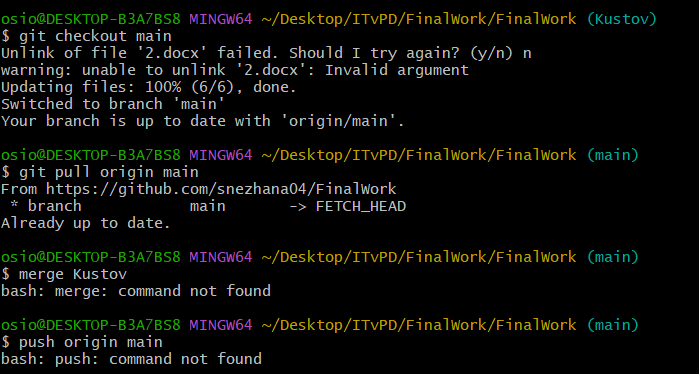 osio@DESKTOP-B3A7BS8 MINGW64 ~/Desktop/ITvPD/FinalWork/FinalWork (Kustov)
$ git checkout main
Unlink of file '2.docx' failed. Should I try again? (y/n) n
warning: unable to unlink '2.docx': Invalid argument
Updating files: 100% (6/6), done.
Switched to branch 'main'
Your branch is up to date with 'origin/main'.
osio@DESKTOP-B3A7BS8 MINGW64 ~/Desktop/ITvPD/FinalWork/FinalWork (main)
$ git pull origin main
From https://github.com/snezhana04/FinalWork
 * branch            main       -> FETCH_HEAD
Already up to date.
osio@DESKTOP-B3A7BS8 MINGW64 ~/Desktop/ITvPD/FinalWork/FinalWork (main)
$ merge Kustov
bash: merge: command not found
osio@DESKTOP-B3A7BS8 MINGW64 ~/Desktop/ITvPD/FinalWork/FinalWork (main)
$ push origin main
bash: push: command not found